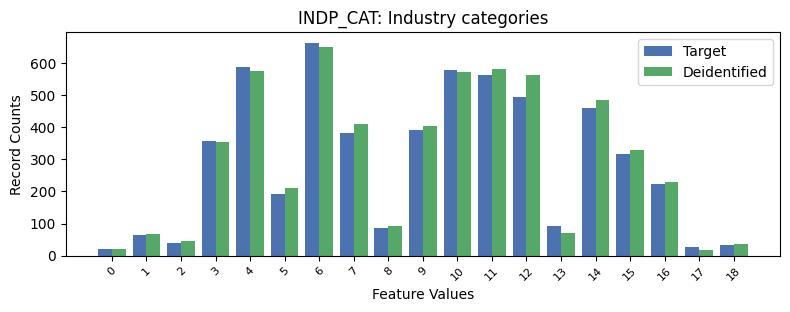 INDP_CAT: Industry categories
Target
Deidentified
Record Counts
600
500
400
300
200
100
0
0 1 2 3 4 5 6 7 8 9 10 11 12 13 14 15 16 17 18
Feature Values